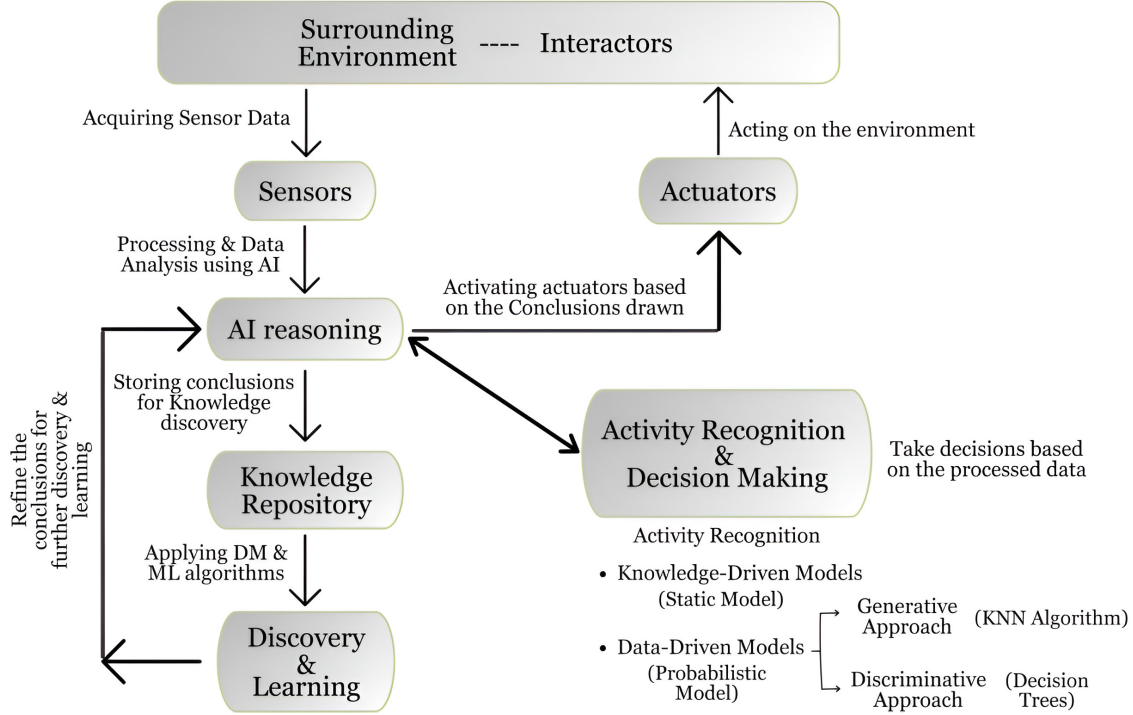 Surrounding
Environment ---- Interactors
Acquiring Sensor Data
Acting on the environment
Sensors
Actuators
Processing & Data
Analysis using AI
Activating actuators based
on the Conclusions drawn
AI reasoning
Storing conclusions
for Knowledge
discovery
Refine the
conclusions for
further discovery &
learning
Activity Recognition
&
Decision Making
Take decisions based
on the processed data
Knowledge
Repository
Applying DM &
ML algorithms
Discovery
&
Learning
Activity Recognition
• Knowledge-Driven Models
(Static Model)
• Data-Driven Models
(Probabilistic
Model)
Generative
Approach
(KNN Algorithm)
Discriminative
Approach
(Decision
Trees)